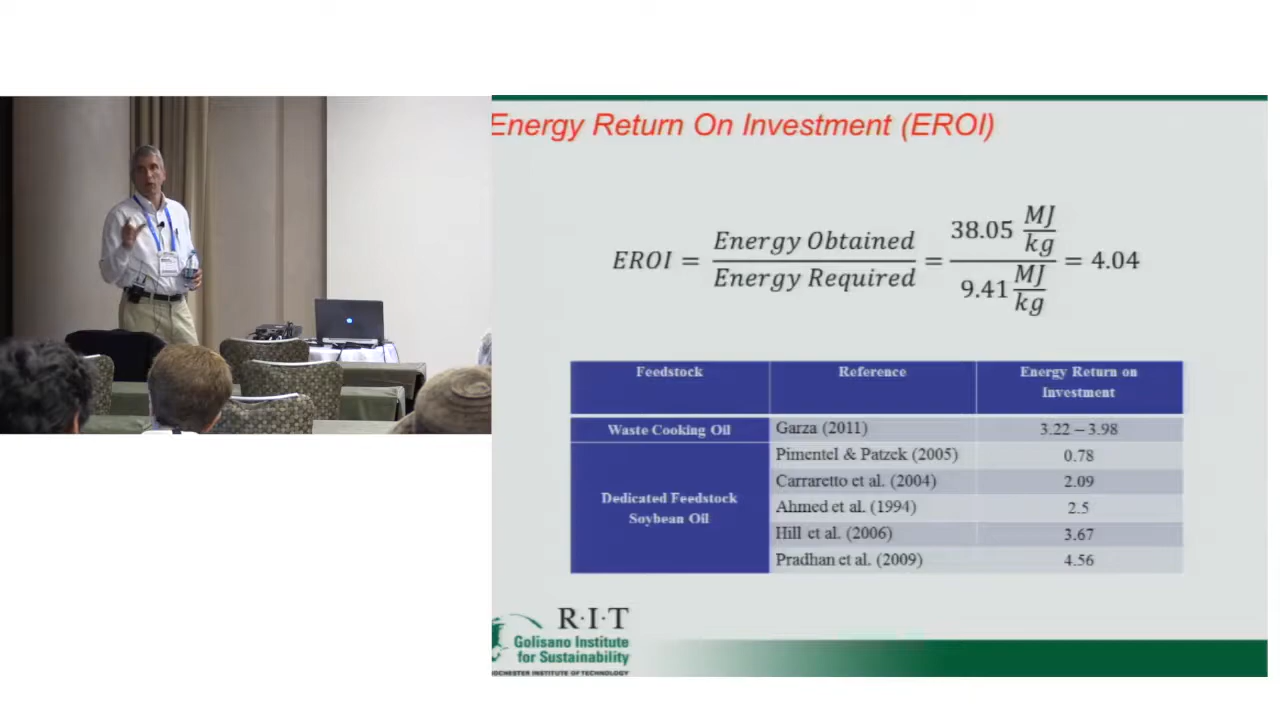 Energy Return On Investment (EROI)
EROI = Energy Obtained / Energy Required = 38.05 MJ/kg / 9.41 MJ/kg = 4.04
Feedstock Reference Energy Return on
Investment
Waste Cooking Oil Garza (2011) 3.22 – 3.98
Pimentel & Patzek (2005) 0.78
Carraretto et al. (2004) 2.09
Dedicated Feedstock
Soybean Oil
Ahmed et al. (1994) 2.5
Hill et al. (2006) 3.67
Pradhan et al. (2009) 4.56
R·I·T
Golisano Institute
for Sustainability
OCHESTER INSTITUTE OF TECHNOLOGY